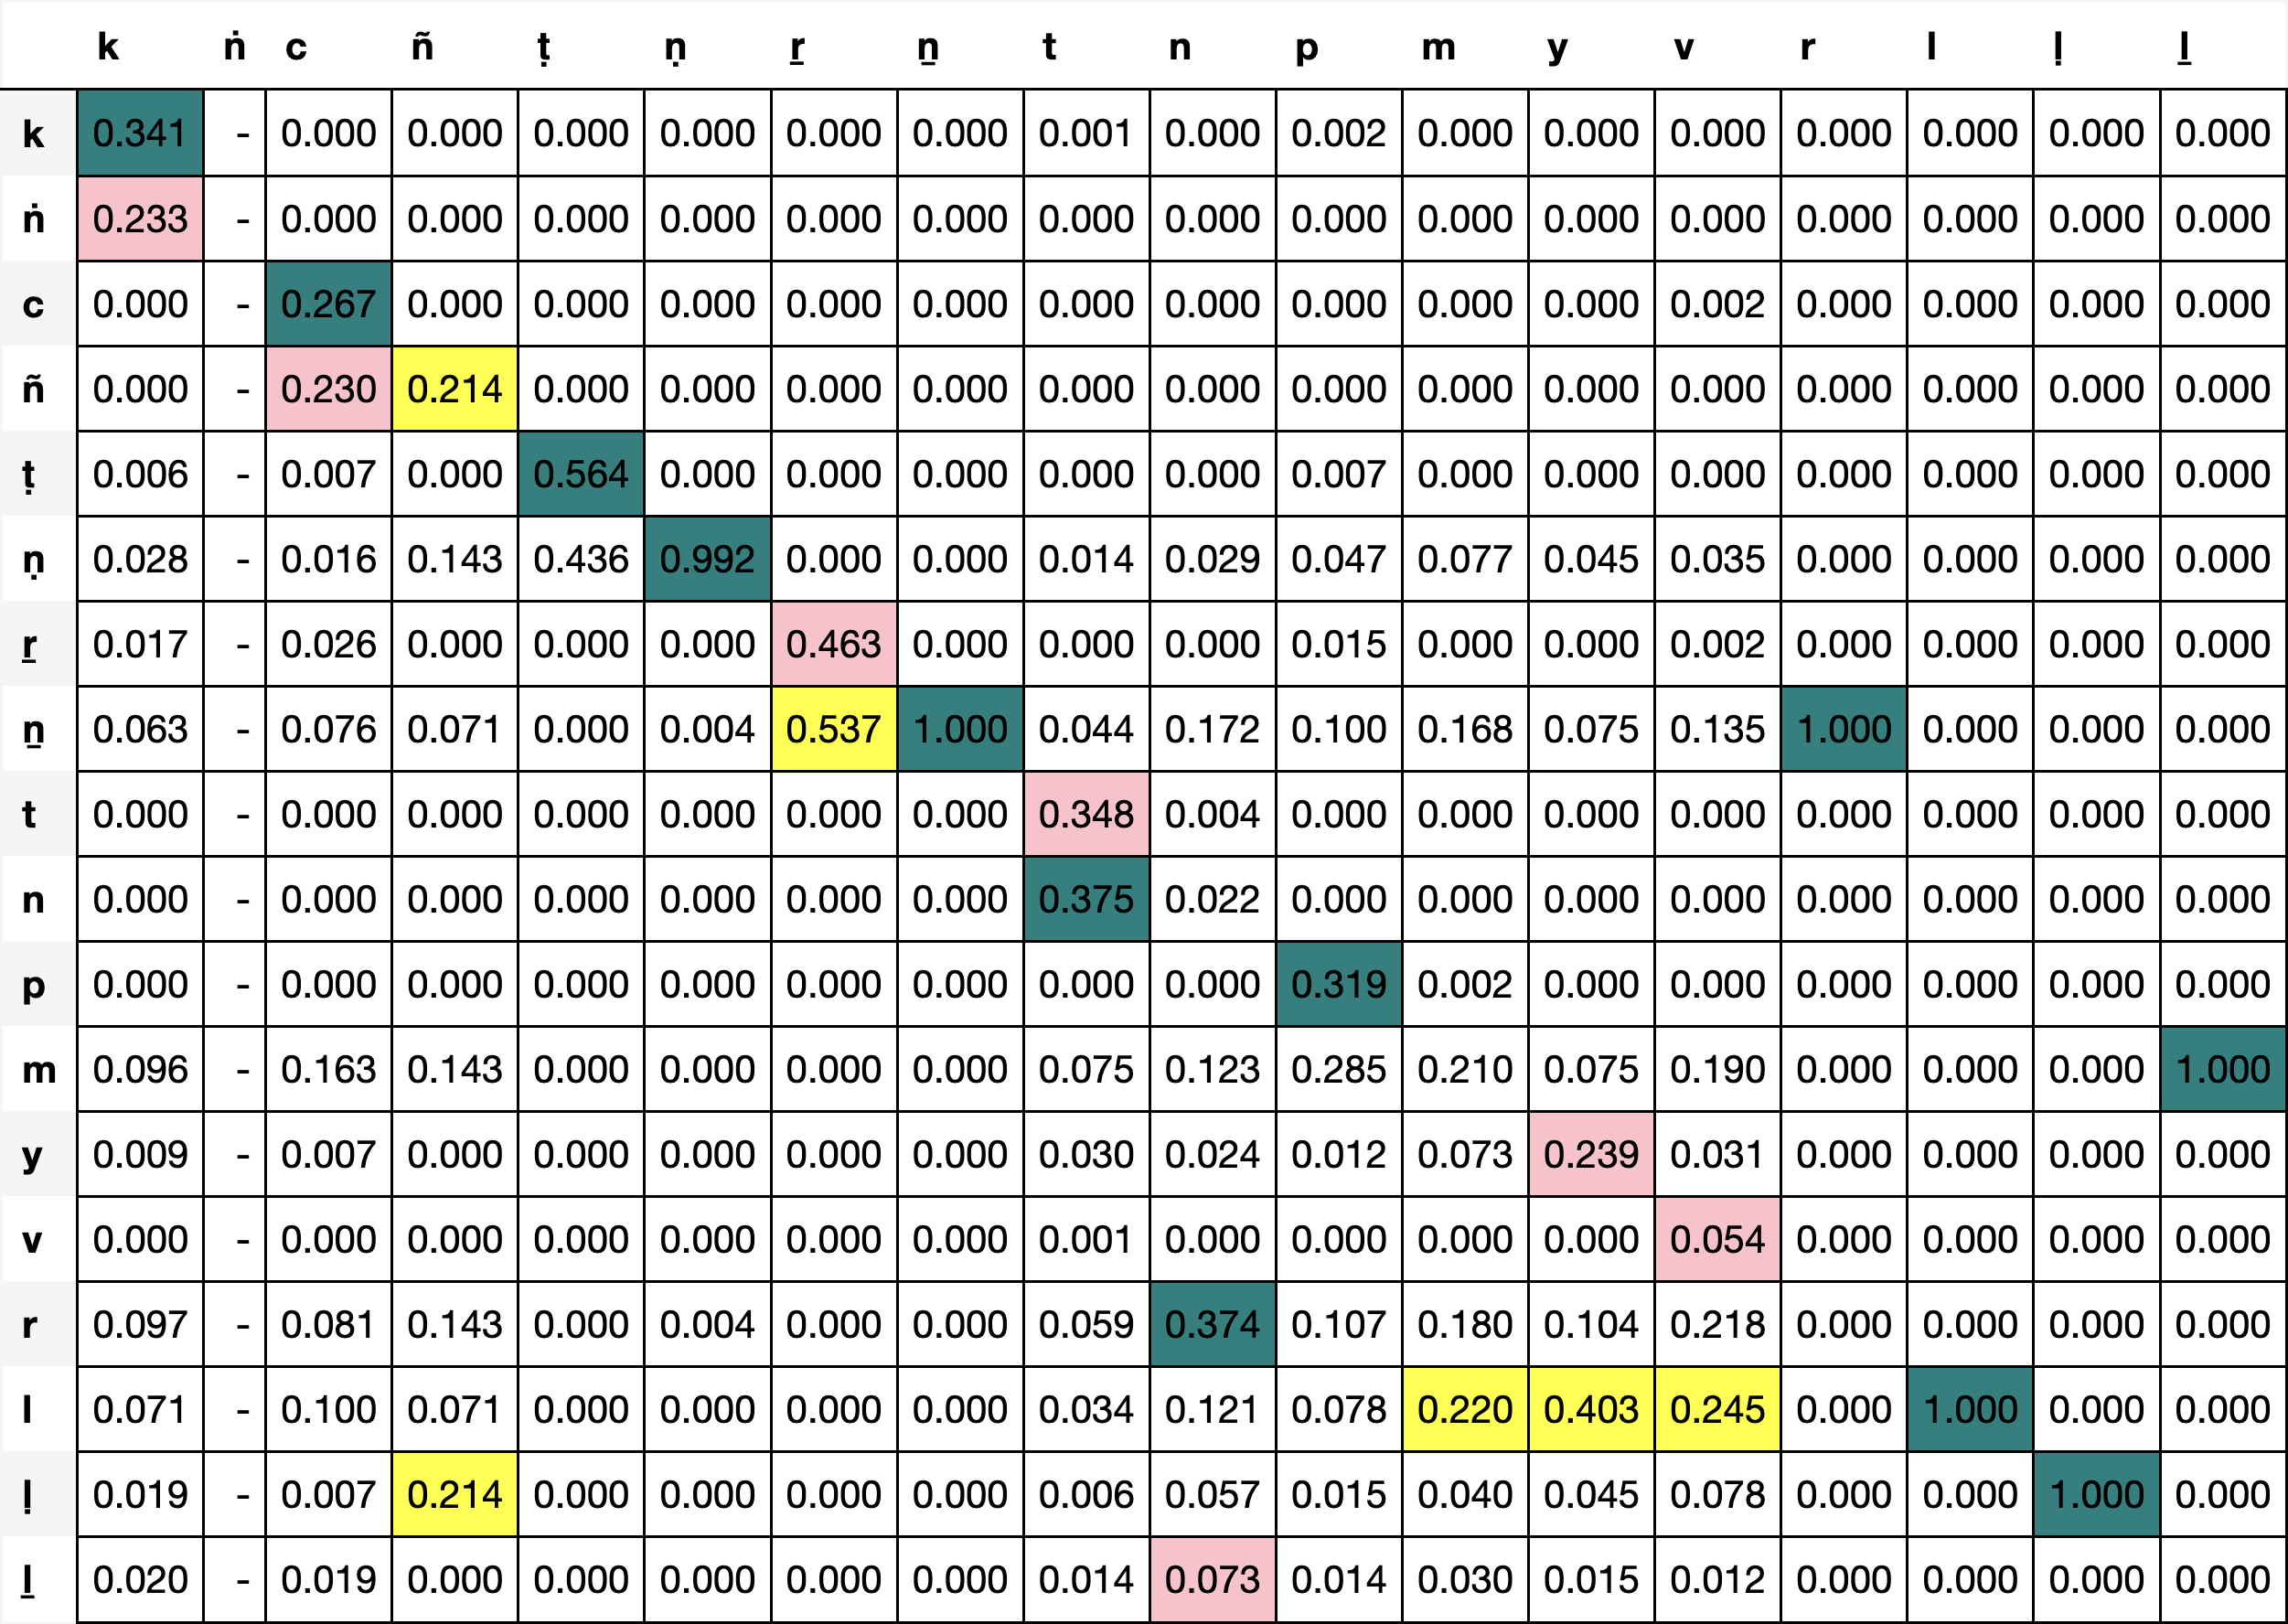 k ṅ c ñ ṭ ṇ ṟ ṉ t n p m y v r l ḷ ḻ
k 0.341 - 0.000 0.000 0.000 0.000 0.000 0.000 0.001 0.000 0.002 0.000 0.000 0.000 0.000 0.000 0.000 0.000
ṅ 0.233 - 0.000 0.000 0.000 0.000 0.000 0.000 0.000 0.000 0.000 0.000 0.000 0.000 0.000 0.000 0.000 0.000
c 0.000 - 0.267 0.000 0.000 0.000 0.000 0.000 0.000 0.000 0.000 0.000 0.000 0.002 0.000 0.000 0.000 0.000
ñ 0.000 - 0.230 0.214 0.000 0.000 0.000 0.000 0.000 0.000 0.000 0.000 0.000 0.000 0.000 0.000 0.000 0.000
ṭ 0.006 - 0.007 0.000 0.564 0.000 0.000 0.000 0.000 0.000 0.007 0.000 0.000 0.000 0.000 0.000 0.000 0.000
ṇ 0.028 - 0.016 0.143 0.436 0.992 0.000 0.000 0.014 0.029 0.047 0.077 0.045 0.035 0.000 0.000 0.000 0.000
ṟ 0.017 - 0.026 0.000 0.000 0.000 0.463 0.000 0.000 0.000 0.015 0.000 0.000 0.002 0.000 0.000 0.000 0.000
ṉ 0.063 - 0.076 0.071 0.000 0.004 0.537 1.000 0.044 0.172 0.100 0.168 0.075 0.135 1.000 0.000 0.000 0.000
t 0.000 - 0.000 0.000 0.000 0.000 0.000 0.000 0.348 0.004 0.000 0.000 0.000 0.000 0.000 0.000 0.000 0.000
n 0.000 - 0.000 0.000 0.000 0.000 0.000 0.000 0.375 0.022 0.000 0.000 0.000 0.000 0.000 0.000 0.000 0.000
p 0.000 - 0.000 0.000 0.000 0.000 0.000 0.000 0.000 0.000 0.319 0.002 0.000 0.000 0.000 0.000 0.000 0.000
m 0.096 - 0.163 0.143 0.000 0.000 0.000 0.000 0.075 0.123 0.285 0.210 0.075 0.190 0.000 0.000 0.000 1.000
y 0.009 - 0.007 0.000 0.000 0.000 0.000 0.000 0.030 0.024 0.012 0.073 0.239 0.031 0.000 0.000 0.000 0.000
v 0.000 - 0.000 0.000 0.000 0.000 0.000 0.000 0.001 0.000 0.000 0.000 0.000 0.054 0.000 0.000 0.000 0.000
r 0.097 - 0.081 0.143 0.000 0.004 0.000 0.000 0.059 0.374 0.107 0.180 0.104 0.218 0.000 0.000 0.000 0.000
l 0.071 - 0.100 0.071 0.000 0.000 0.000 0.000 0.034 0.121 0.078 0.220 0.403 0.245 0.000 1.000 0.000 0.000
ḷ 0.019 - 0.007 0.214 0.000 0.000 0.000 0.000 0.006 0.057 0.015 0.040 0.045 0.078 0.000 0.000 1.000 0.000
ḻ 0.020 - 0.019 0.000 0.000 0.000 0.000 0.000 0.014 0.073 0.014 0.030 0.015 0.012 0.000 0.000 0.000 0.000